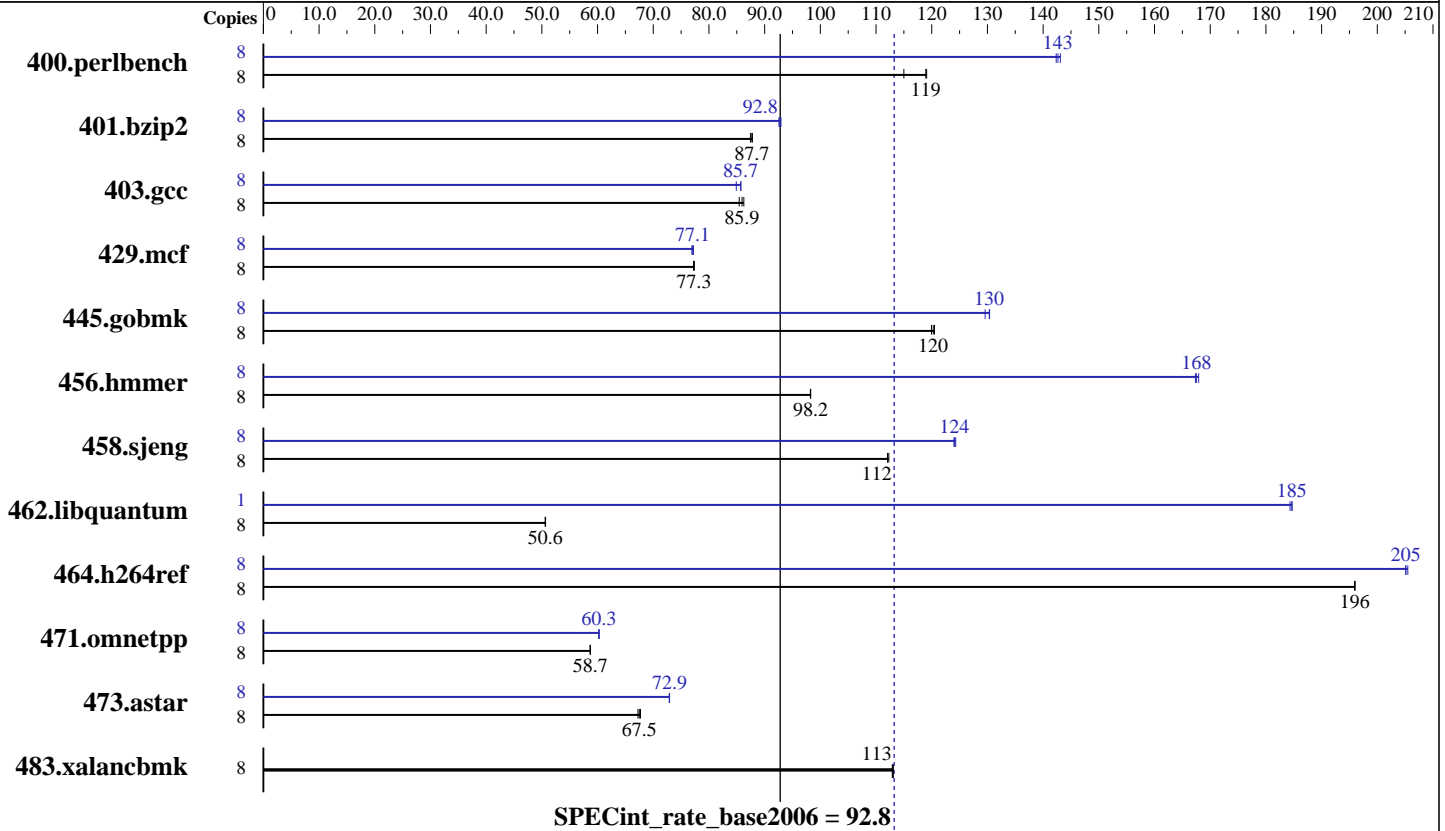 Copies 0 10.0 20.0 30.0 40.0 50.0 60.0 70.0 80.0 90.0 100 110 120 130 140 150 160 170 180 190 200 210
400.perlbench 8 143
8 119
401.bzip2 8 92.8
8 87.7
403.gcc 8 85.7
8 85.9
429.mcf 8 77.1
8 77.3
445.gobmk 8 130
8 120
456.hmmer 8 168
8 98.2
458.sjeng 8 124
8 112
462.libquantum 1 185
8 50.6
464.h264ref 8 205
8 196
471.omnetpp 8 60.3
8 58.7
473.astar 8 72.9
8 67.5
483.xalancbmk 8 113
SPECint_rate_base2006 = 92.8